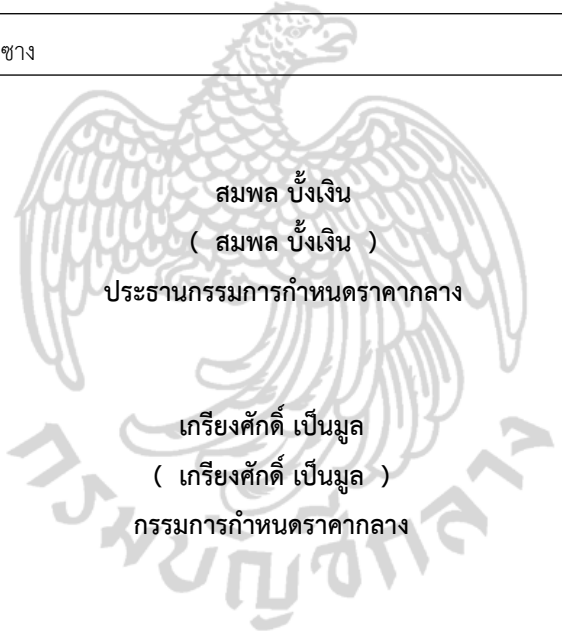 ซาง
สมพล บั้งเงิน
( สมพล บั้งเงิน )
ประธานกรรมการกำหนดราคากลาง
เกรียงศักดิ์ เป็นมูล
( เกรียงศักดิ์ เป็นมูล )
กรรมการกำหนดราคากลาง
กรมบัญชีกลาง